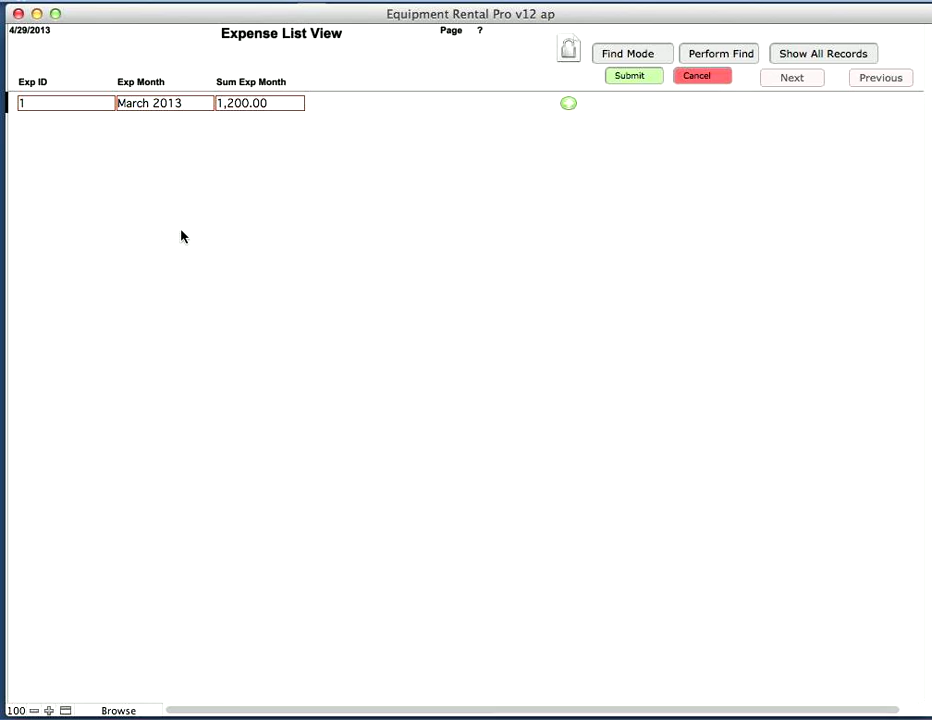 Equipment Rental Pro v12 ap
4/29/2013 Expense List View Page ?
Find Mode Perform Find Show All Records
Submit Cancel Next Previous
Exp ID Exp Month Sum Exp Month
1 March 2013 1,200.00
100 Browse